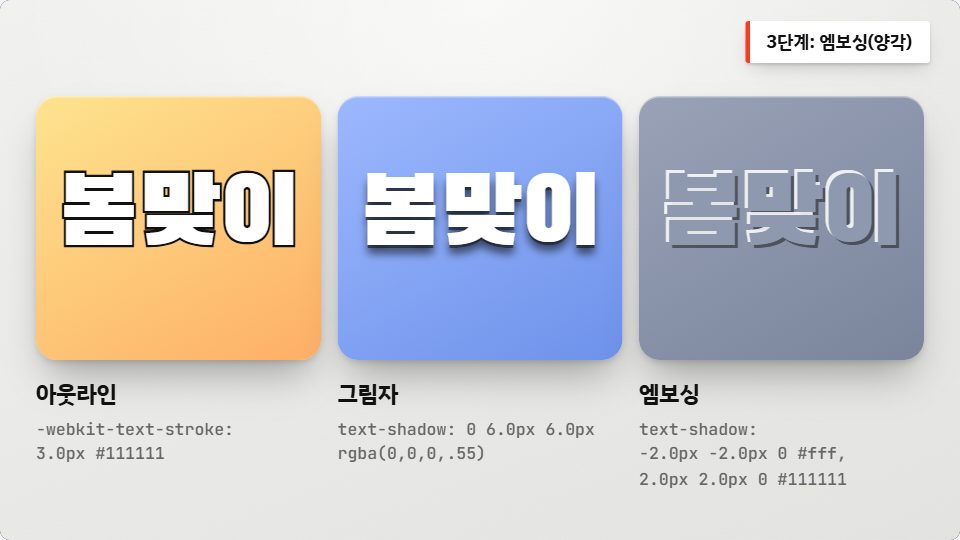 3단계: 엠보싱(양각)
봄맞이
봄맞이
봄맞이
아웃라인
-webkit-text-stroke:
3.0px #111111
그림자
text-shadow: 0 6.0px 6.0px
rgba(0,0,0,.55)
엠보싱
text-shadow:
-2.0px -2.0px 0 #fff,
2.0px 2.0px 0 #111111